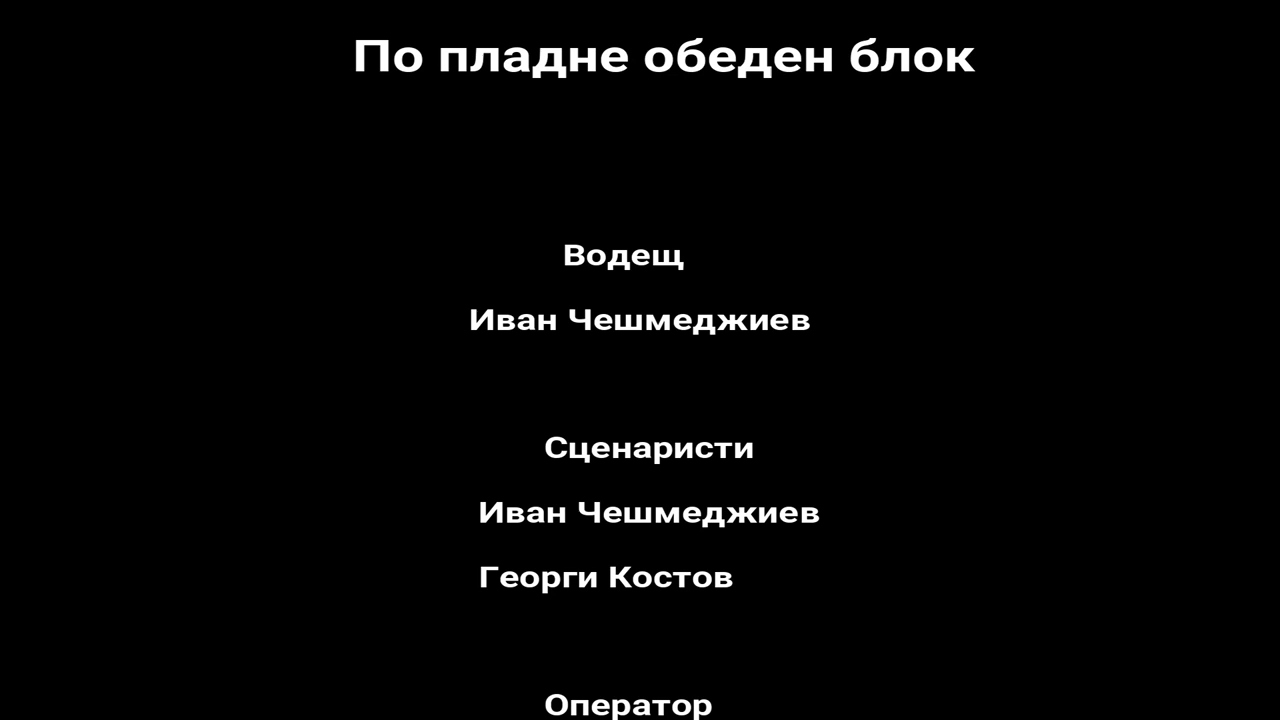 По пладне обеден блок
Водещ
Иван Чешмеджиев
Сценаристи
Иван Чешмеджиев
Георги Костов
Оператор